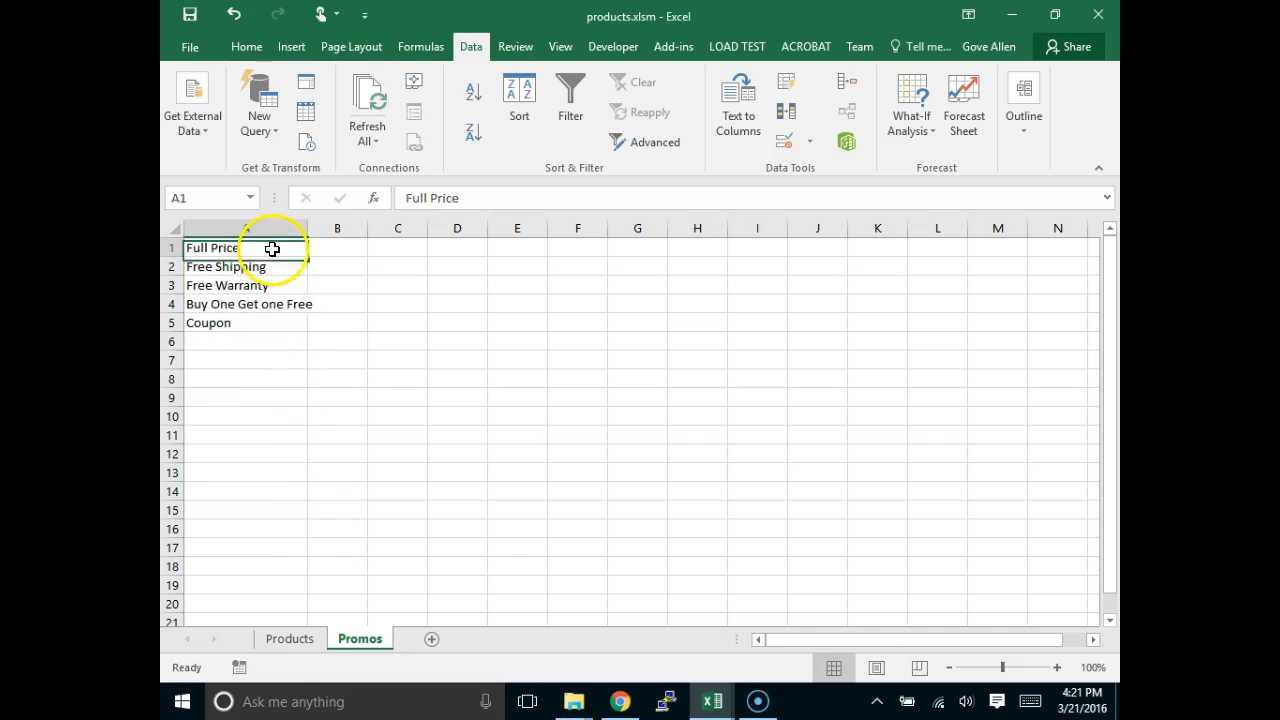 products.xlsm - Excel
File Home Insert Page Layout Formulas Data Review View Developer Add-ins LOAD TEST ACROBAT Team Tell me... Gove Allen Share
Get External Data
New Query
Refresh All
Sort
Filter
Clear
Reapply
Advanced
Text to Columns
What-If Analysis
Forecast Sheet
Outline
Get & Transform Connections Sort & Filter Data Tools Forecast
A1 fx Full Price
B C D E F G H I J K L M N
1 Full Price
2 Free Shipping
3 Free Warranty
4 Buy One Get one Free
5 Coupon
6
7
8
9
10
11
12
13
14
15
16
17
18
19
20
21
Products Promos
Ready 100%
Ask me anything 4:21 PM
3/21/2016